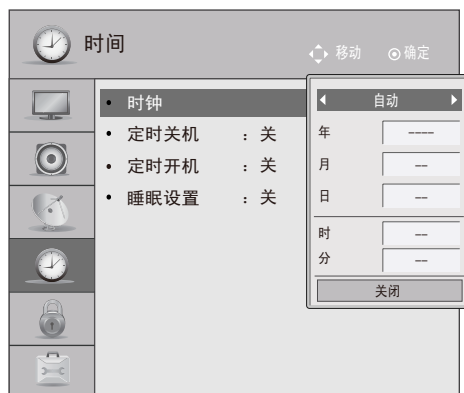 时间
移动 确定
• 时钟
• 定时关机 : 关
• 定时开机 : 关
• 睡眠设置 : 关
自动
年 ----
月 --
日 --
时 --
分 --
关闭